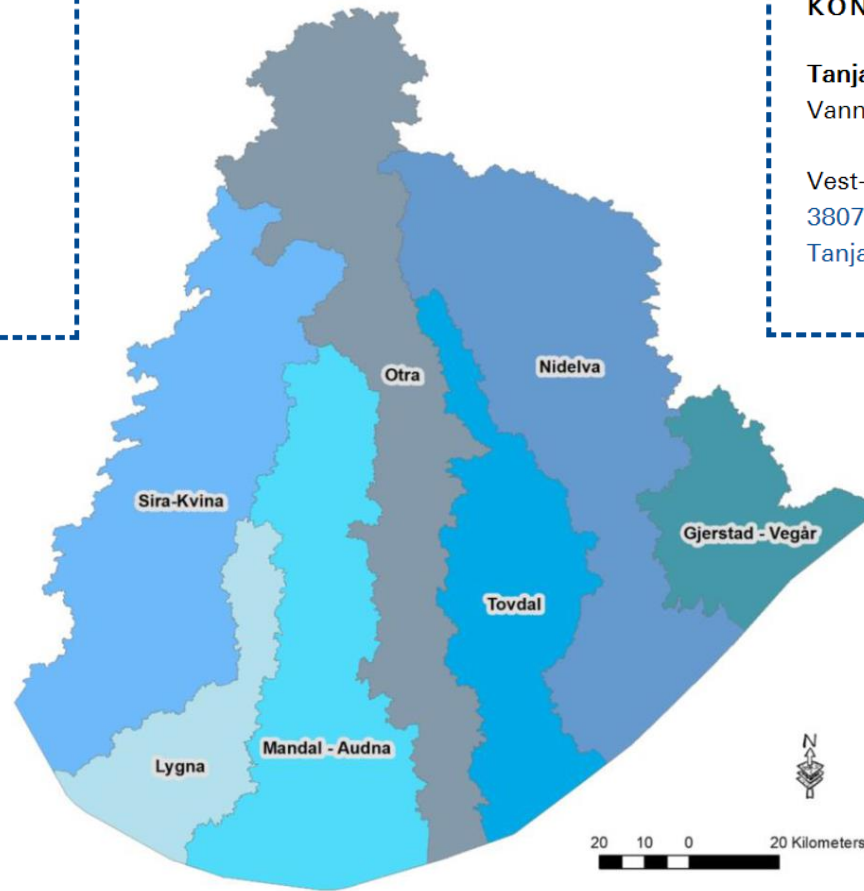 KON
Tanja
Vann
Vest-
3807
Tanja
Otra
Nidelva
Sira-Kvina
Gjerstad - Vegår
Tovdal
Mandal - Audna
Lygna
N
20 10 0 20 Kilometers